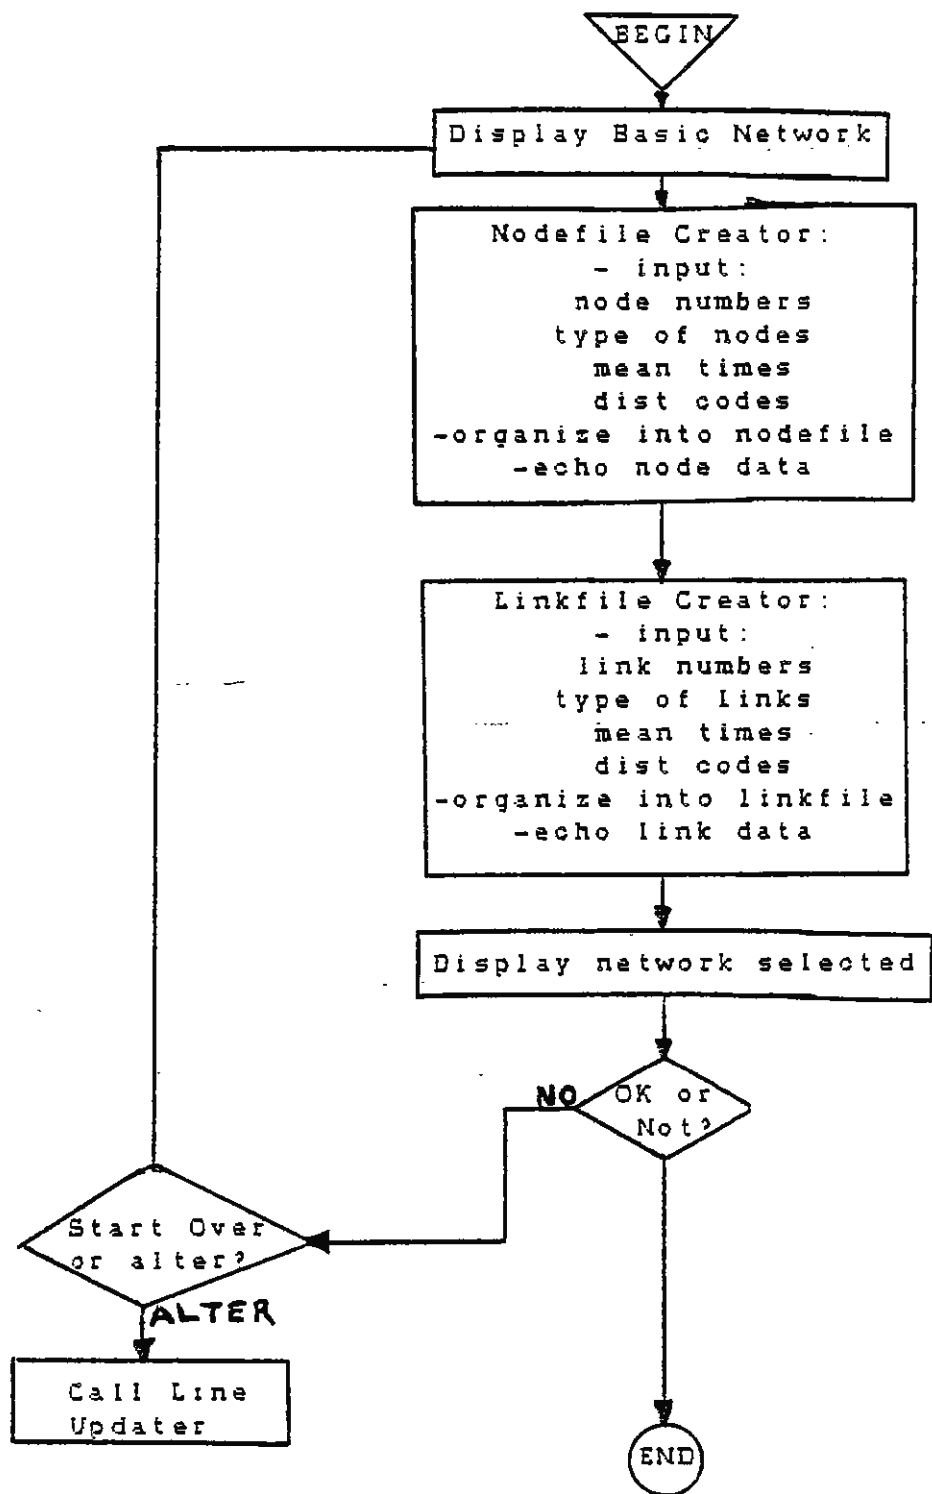 BEGIN
Display Basic Network
Nodefile Creator:
- input:
node numbers
type of nodes
mean times
dist codes
-organize into nodefile
-echo node data
Linkfile Creator:
- input:
link numbers
type of links
mean times
dist codes
-organize into linkfile
-echo link data
Display network selected
NO
OK or
Not?
Start Over
or alter?
ALTER
Call Line
Updater
END